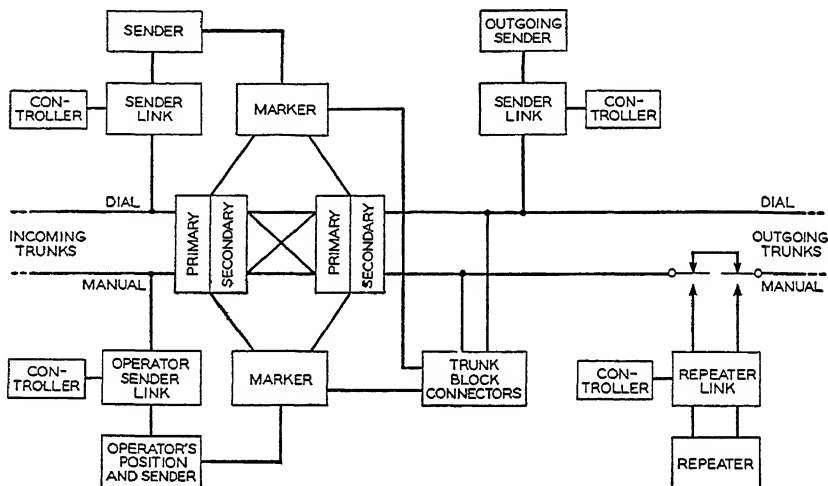 SENDER
OUTGOING
SENDER
CON-
TROLLER
SENDER
LINK
MARKER
SENDER
LINK
CON-
TROLLER
DIAL
DIAL
INCOMING
TRUNKS
PRIMARY
SECONDARY
PRIMARY
SECONDARY
OUTGOING
TRUNKS
MANUAL
MANUAL
CON-
TROLLER
OPERATOR
SENDER
LINK
MARKER
TRUNK
BLOCK
CONNECTORS
CON-
TROLLER
REPEATER
LINK
OPERATOR'S
POSITION
AND SENDER
REPEATER